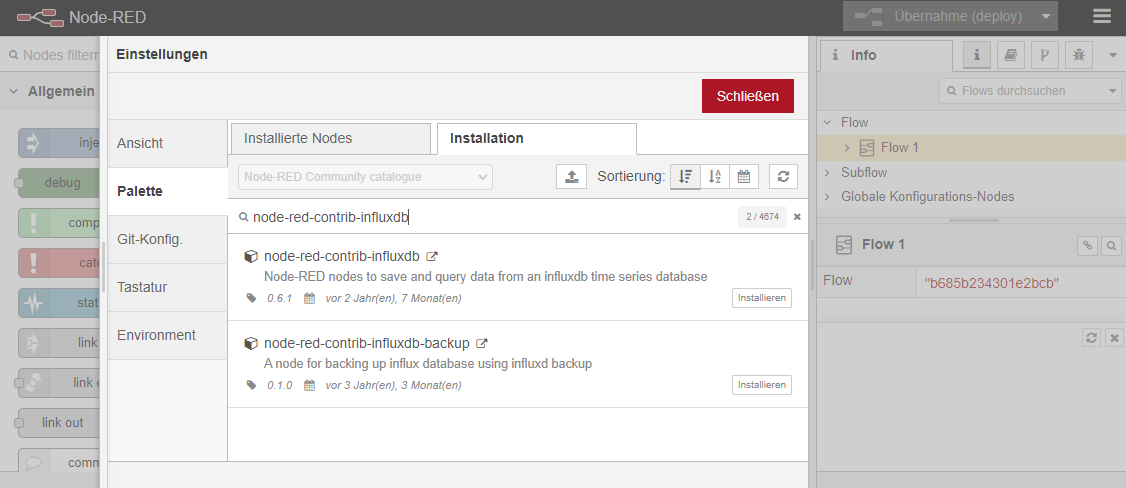 Node-RED
Übernahme (deploy)
Nodes filtern
Allgemein
inje
debug
comp
catc
stat
link
link o
link out
comm
Einstellungen
Schließen
Ansicht
Palette
Git-Konfig.
Tastatur
Environment
Installierte Nodes
Installation
Node-RED Community catalogue
Sortierung:
node-red-contrib-influxdb
2 / 4674
node-red-contrib-influxdb
Node-RED nodes to save and query data from an influxdb time series database
0.6.1 vor 2 Jahr(en), 7 Monat(en)
Installieren
node-red-contrib-influxdb-backup
A node for backing up influx database using influxd backup
0.1.0 vor 3 Jahr(en), 3 Monat(en)
Installieren
Info
Flows durchsuchen
Flow
Flow 1
Subflow
Globale Konfigurations-Nodes
Flow 1
Flow "b685b234301e2bcb"